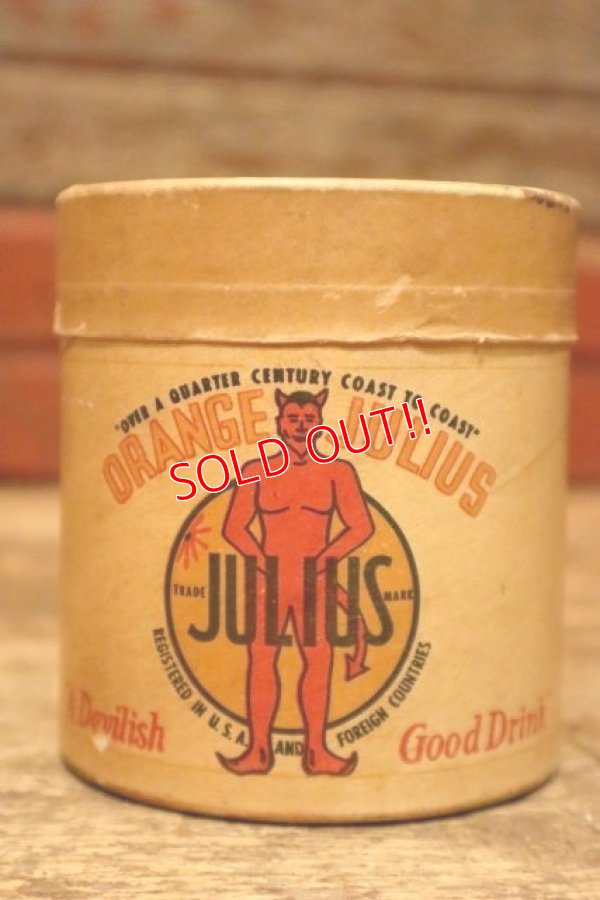 "OVER A QUARTER CENTURY COAST TO COAST"
ORANGE JULIUS
SOLD OUT!!
TRADE MARK
JULIUS
REGISTERED IN U.S.A. AND FOREIGN COUNTRIES
A Devilish Good Drink